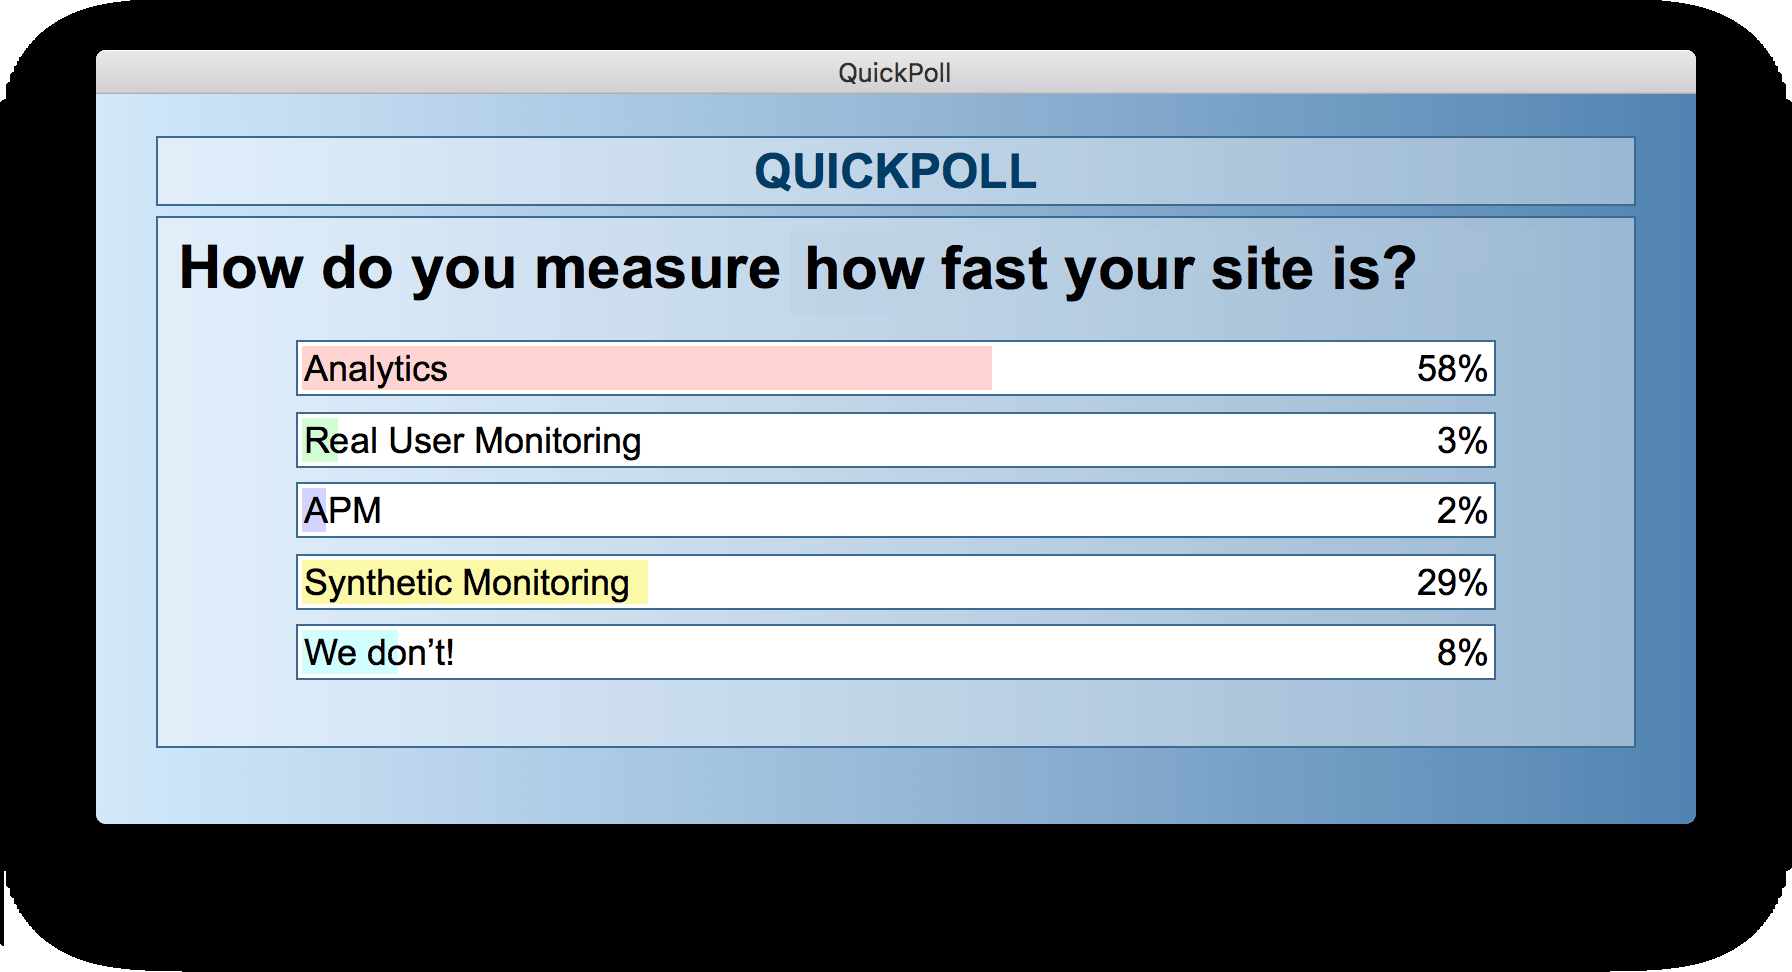 QuickPoll
QUICKPOLL
How do you measure how fast your site is?
Analytics 58%
Real User Monitoring 3%
APM 2%
Synthetic Monitoring 29%
We don’t! 8%